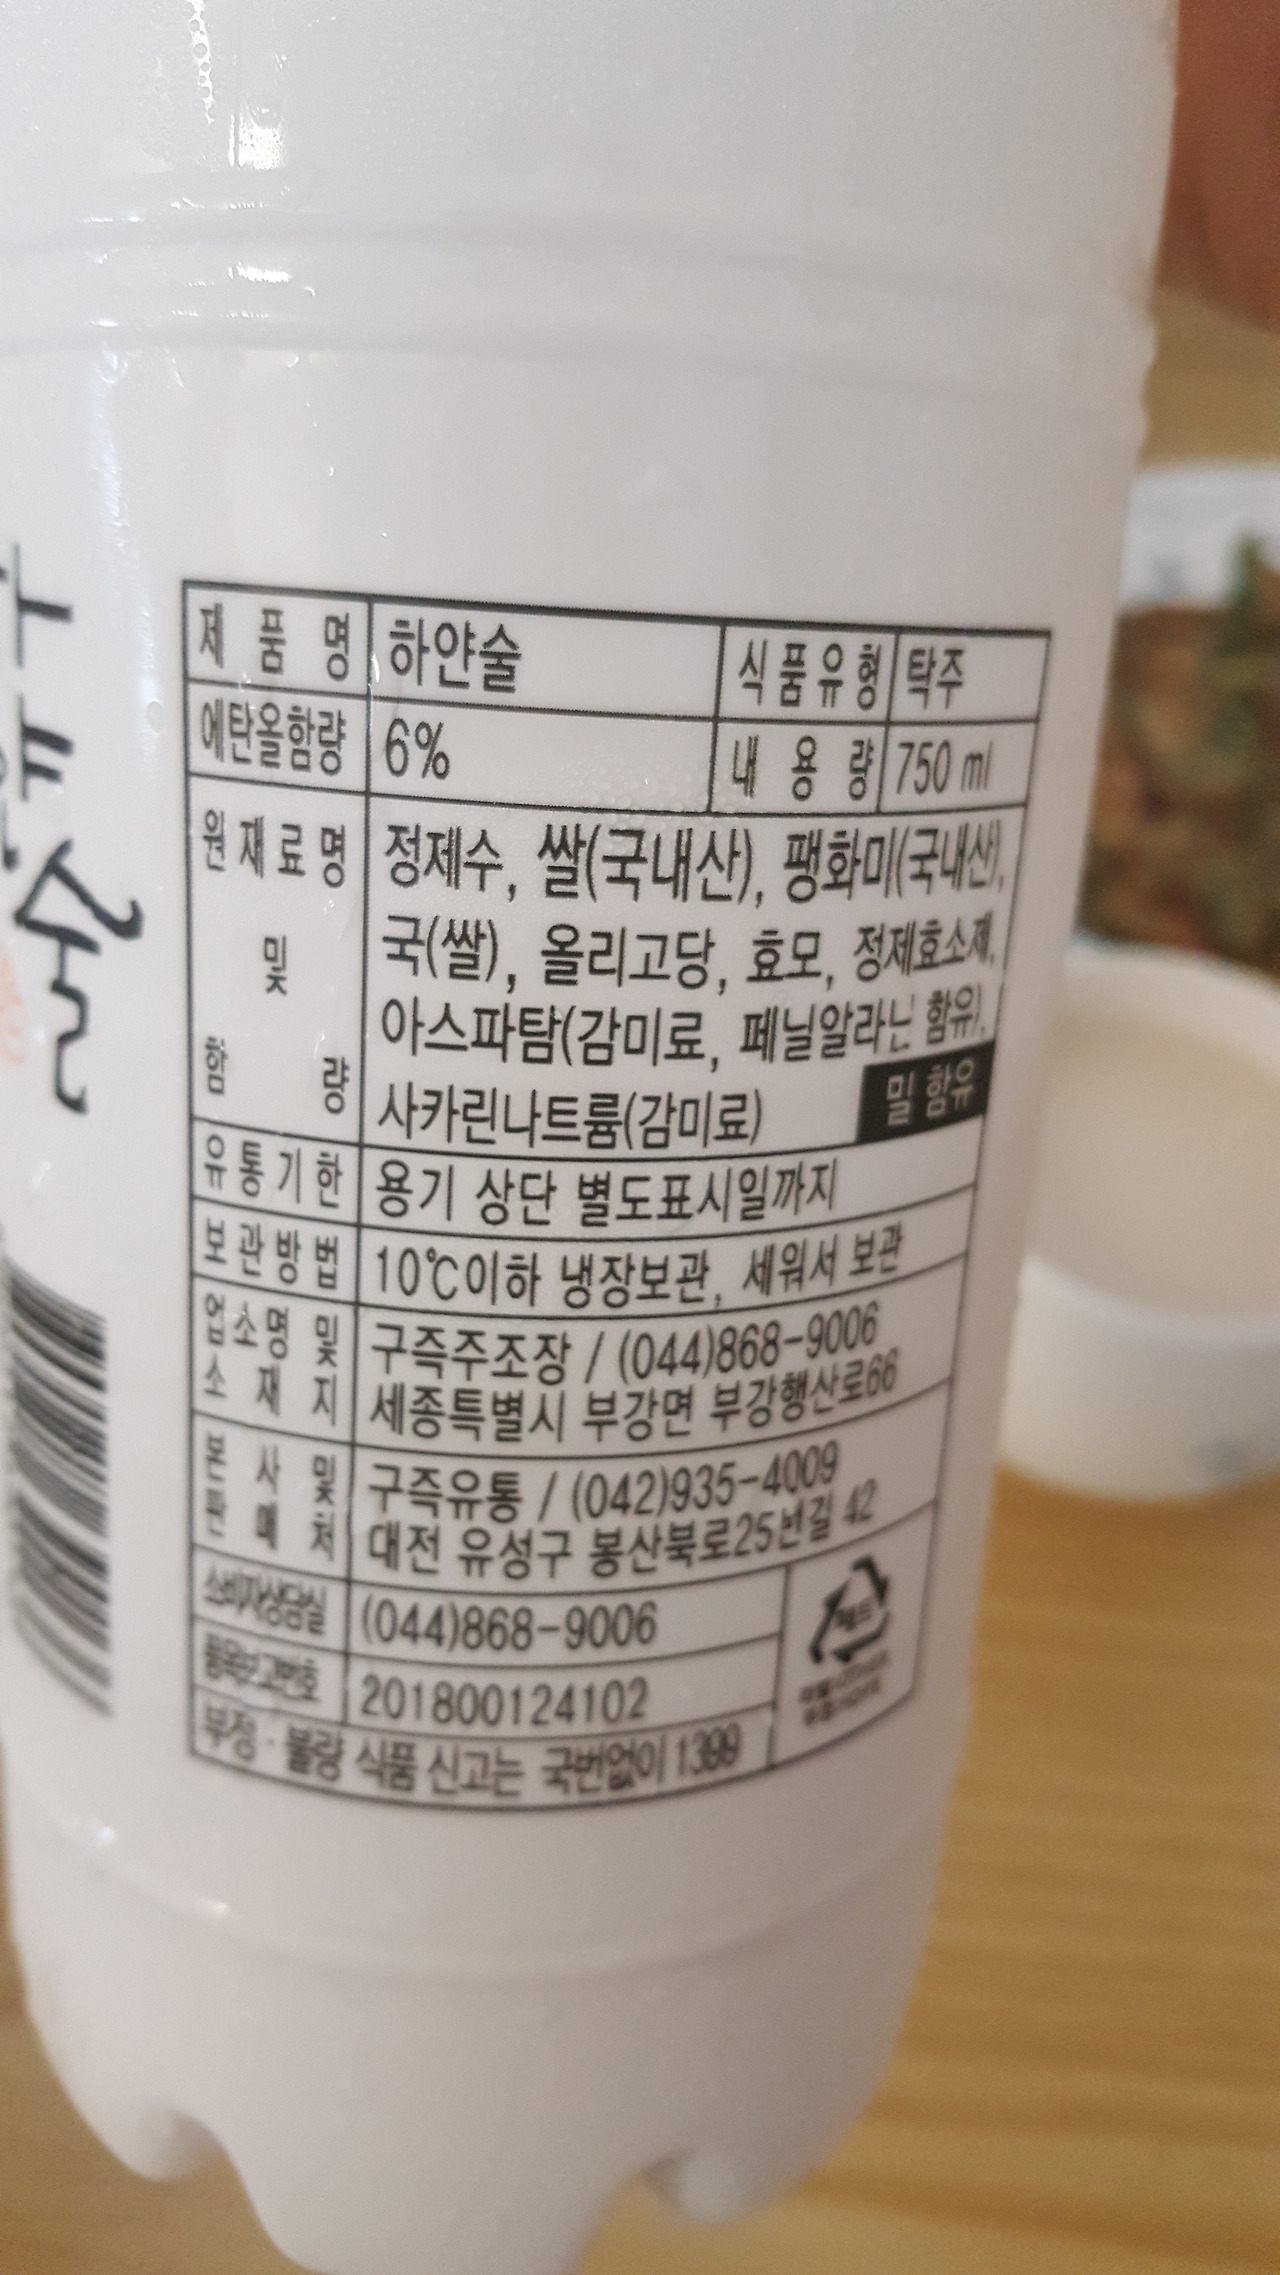 하얀술
제품명 하얀술 식품유형 탁주
에탄올함량 6% 내용량 750 ml
원재료명 및 함량
정제수, 쌀(국내산), 팽화미(국내산),
국(쌀), 올리고당, 효모, 정제효소제,
아스파탐(감미료, 페닐알라닌 함유),
사카린나트륨(감미료) 밀 함유
유통기한 용기 상단 별도표시일까지
보관방법 10℃이하 냉장보관, 세워서 보관
업소명 및 구즉주조장 / (044)868-9006
소재지 세종특별시 부강면 부강행산로66
본사 및 구즉유통 / (042)935-4009
판매처 대전 유성구 봉산북로25번길 42
소비자상담실 (044)868-9006
품목보고번호 201800124102
부정·불량 식품 신고는 국번없이 1399
페트